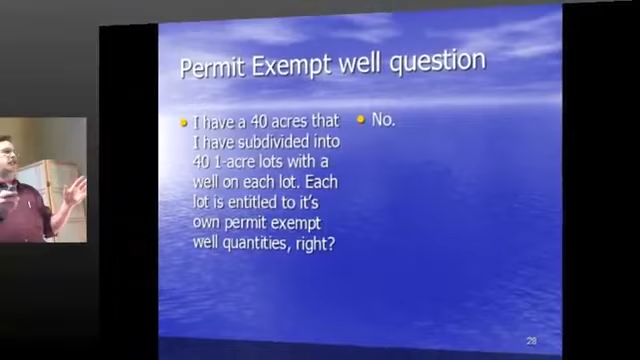 Permit Exempt well question
I have a 40 acres that
I have subdivided into
40 1-acre lots with a
well on each lot. Each
lot is entitled to it's
own permit exempt
well quantities, right?
No.
28